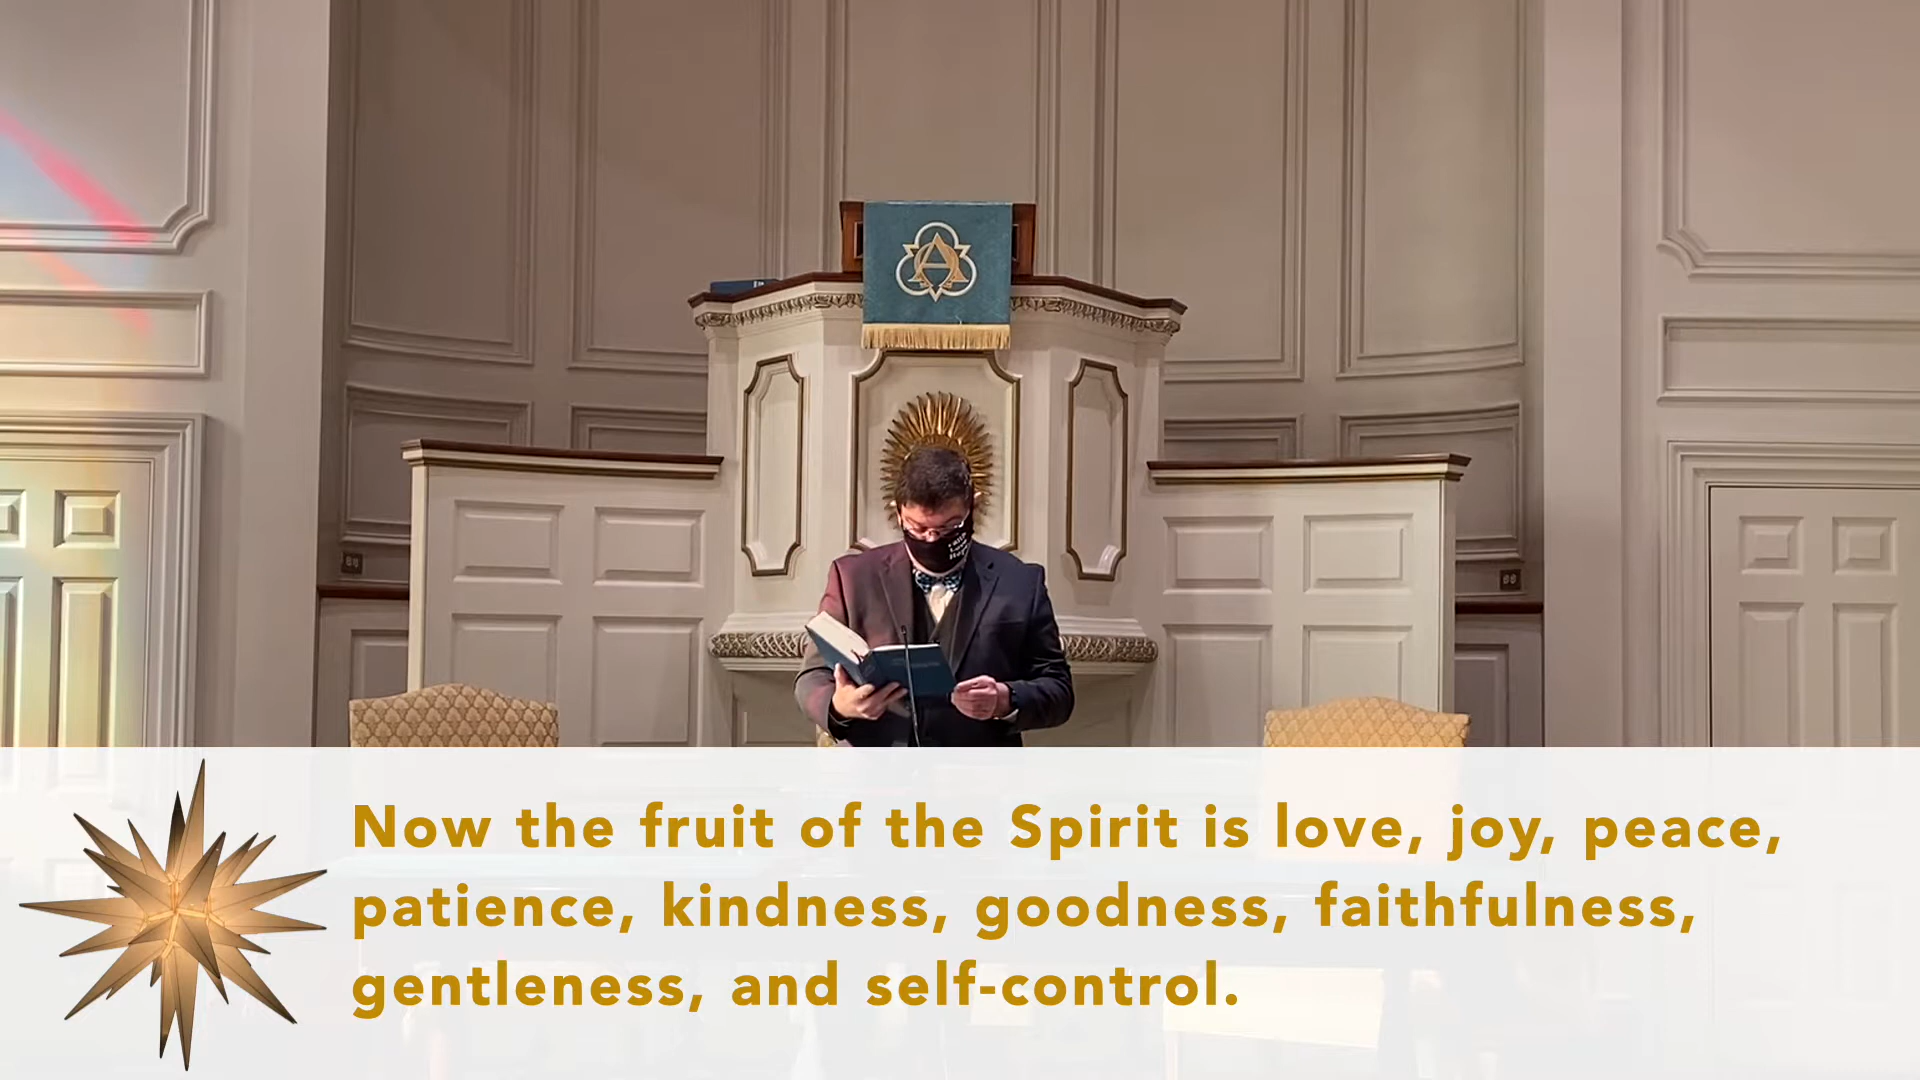 Now the fruit of the Spirit is love, joy, peace,
patience, kindness, goodness, faithfulness,
gentleness, and self-control.